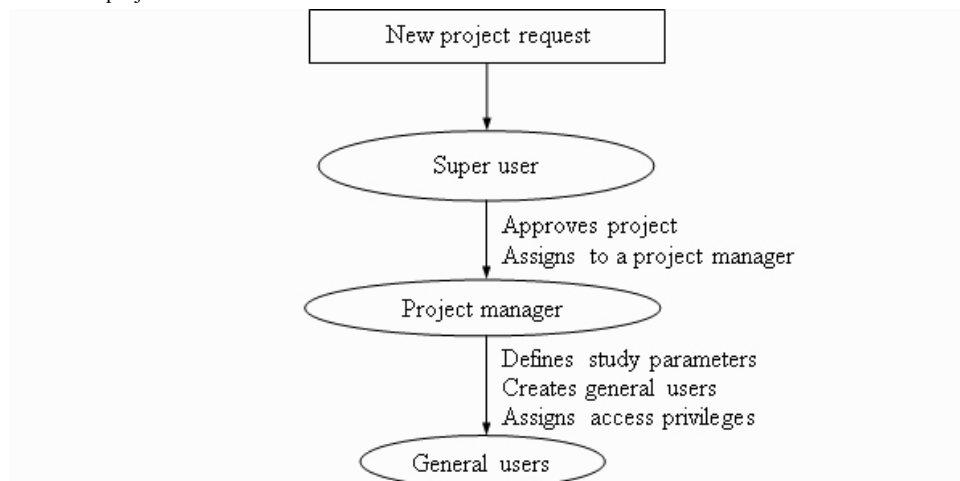 New project request
Super user
Approves project
Assigns to a project manager
Project manager
Defines study parameters
Creates general users
Assigns access privileges
General users